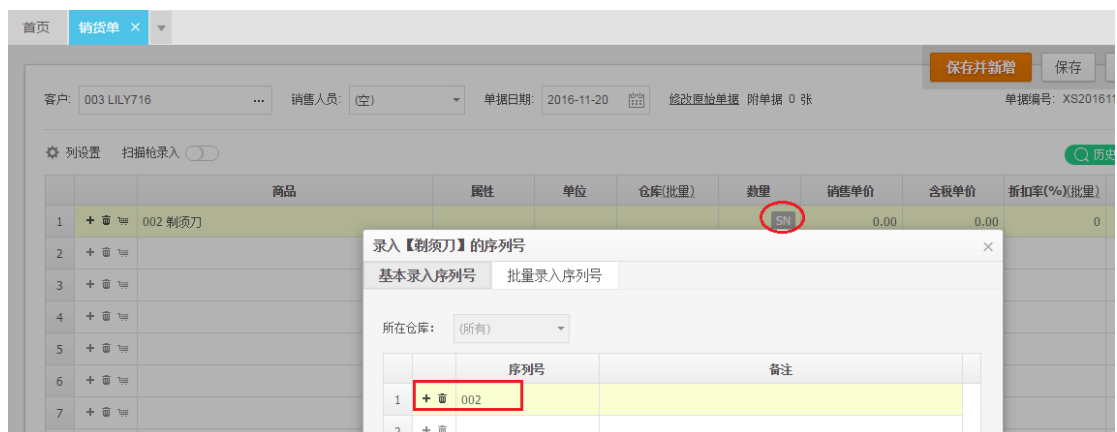 首页 销货单 ×
保存并新增 保存
客户: 003 LILY716 ... 销售人员: (空) 单据日期: 2016-11-20 修改原始单据 附单据 0 张 单据编号: XS201611
列设置 扫描枪录入 历史
商品 属性 单位 仓库(批量) 数量 销售单价 含税单价 折扣率(%)(批量)
1 002 剃须刀 SN 0.00 0.00 0
2
录入【剃须刀】的序列号 ×
3
基本录入序列号 批量录入序列号
4
所在仓库: (所有)
5
序列号 备注
6
1 002
7
2